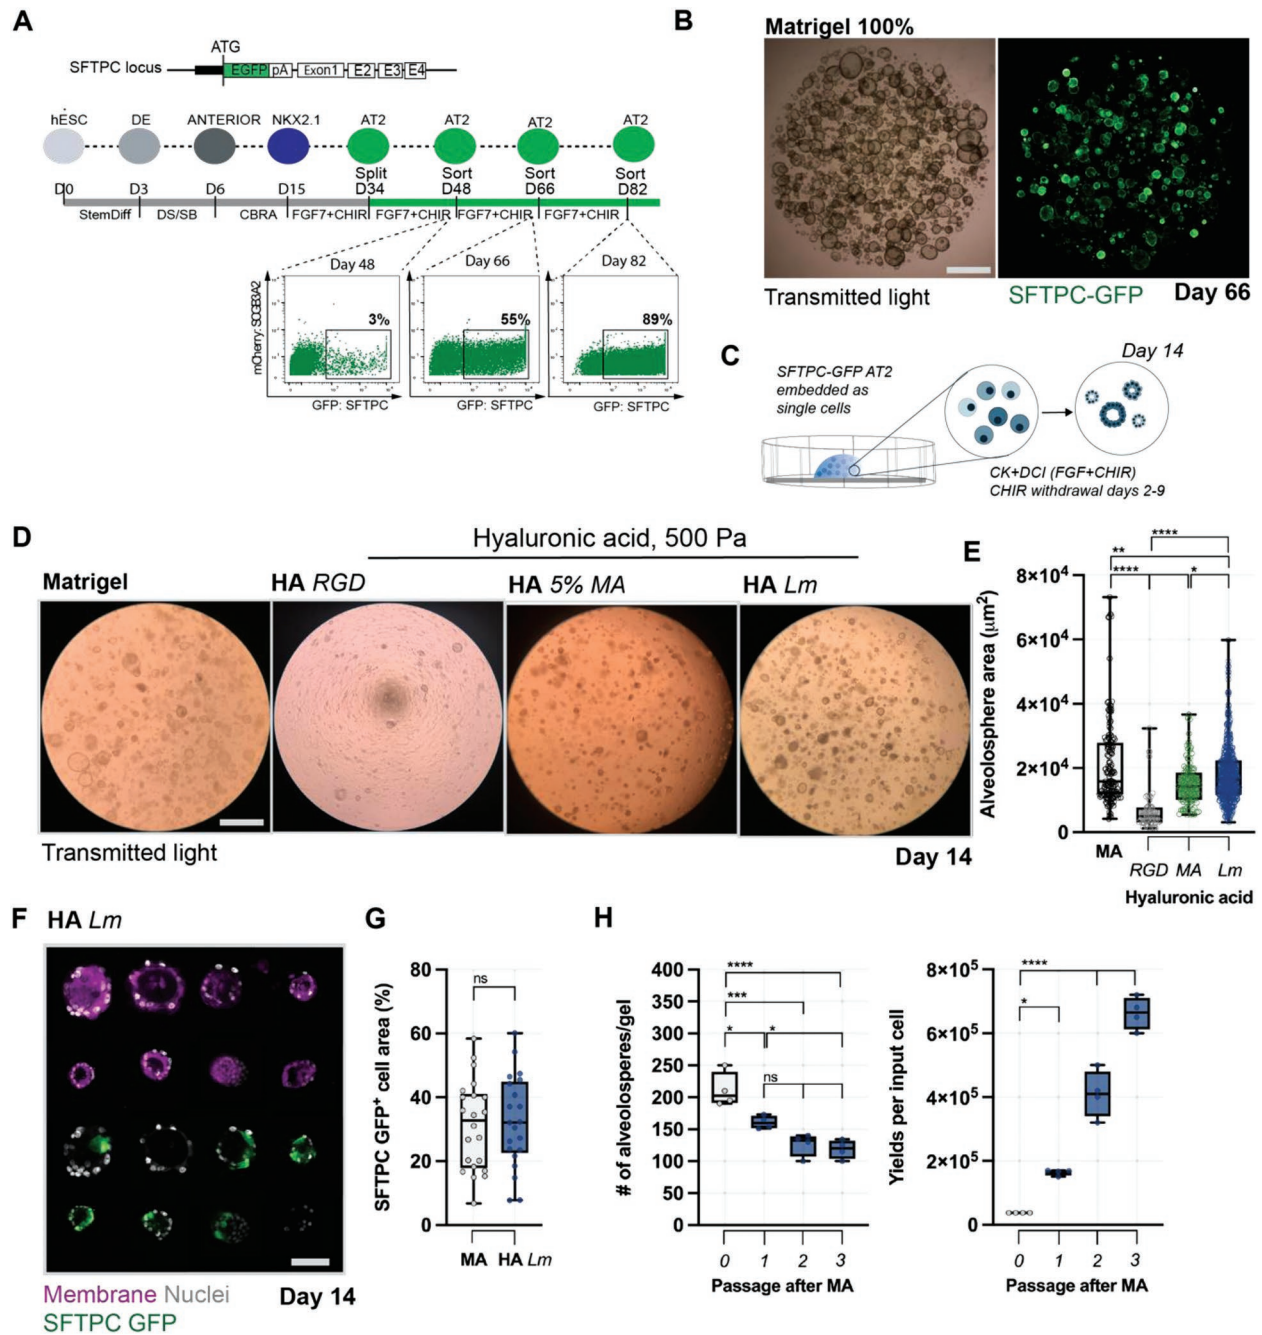 A
ATG
SFTPC locus
EGFP pA Exon1 E2 E3 E4
hESC DE ANTERIOR NKX2.1 AT2 AT2 AT2 AT2
Split Sort Sort Sort
D0 D3 D6 D15 D34 D48 D66 D82
StemDiff DS/SB CBRA FGF7+CHIR FGF7+CHIR FGF7+CHIR FGF7+CHIR
Day 48 Day 66 Day 82
3% 55% 89%
GFP: SFTPC GFP: SFTPC GFP: SFTPC
B
Matrigel 100%
Transmitted light SFTPC-GFP Day 66
C
Day 14
SFTPC-GFP AT2
embedded as
single cells
CK+DCI (FGF+CHIR)
CHIR withdrawal days 2-9
D
Hyaluronic acid, 500 Pa
Matrigel HA RGD HA 5% MA HA Lm
Transmitted light Day 14
E
****
**
**** *
Alveolosphere area (µm²)
8×10⁴
6×10⁴
4×10⁴
2×10⁴
0
MA RGD MA Lm
Hyaluronic acid
F HA Lm
Membrane Nuclei Day 14
SFTPC GFP
G
SFTPC GFP⁺ cell area (%)
ns
80
60
40
20
0
MA HA Lm
H
# of alveolospheres/gel
****
***
* *
ns
400
350
300
250
200
150
100
50
0
0 1 2 3
Passage after MA
Yields per input cell
****
*
8×10⁵
6×10⁵
4×10⁵
2×10⁵
0
0 1 2 3
Passage after MA